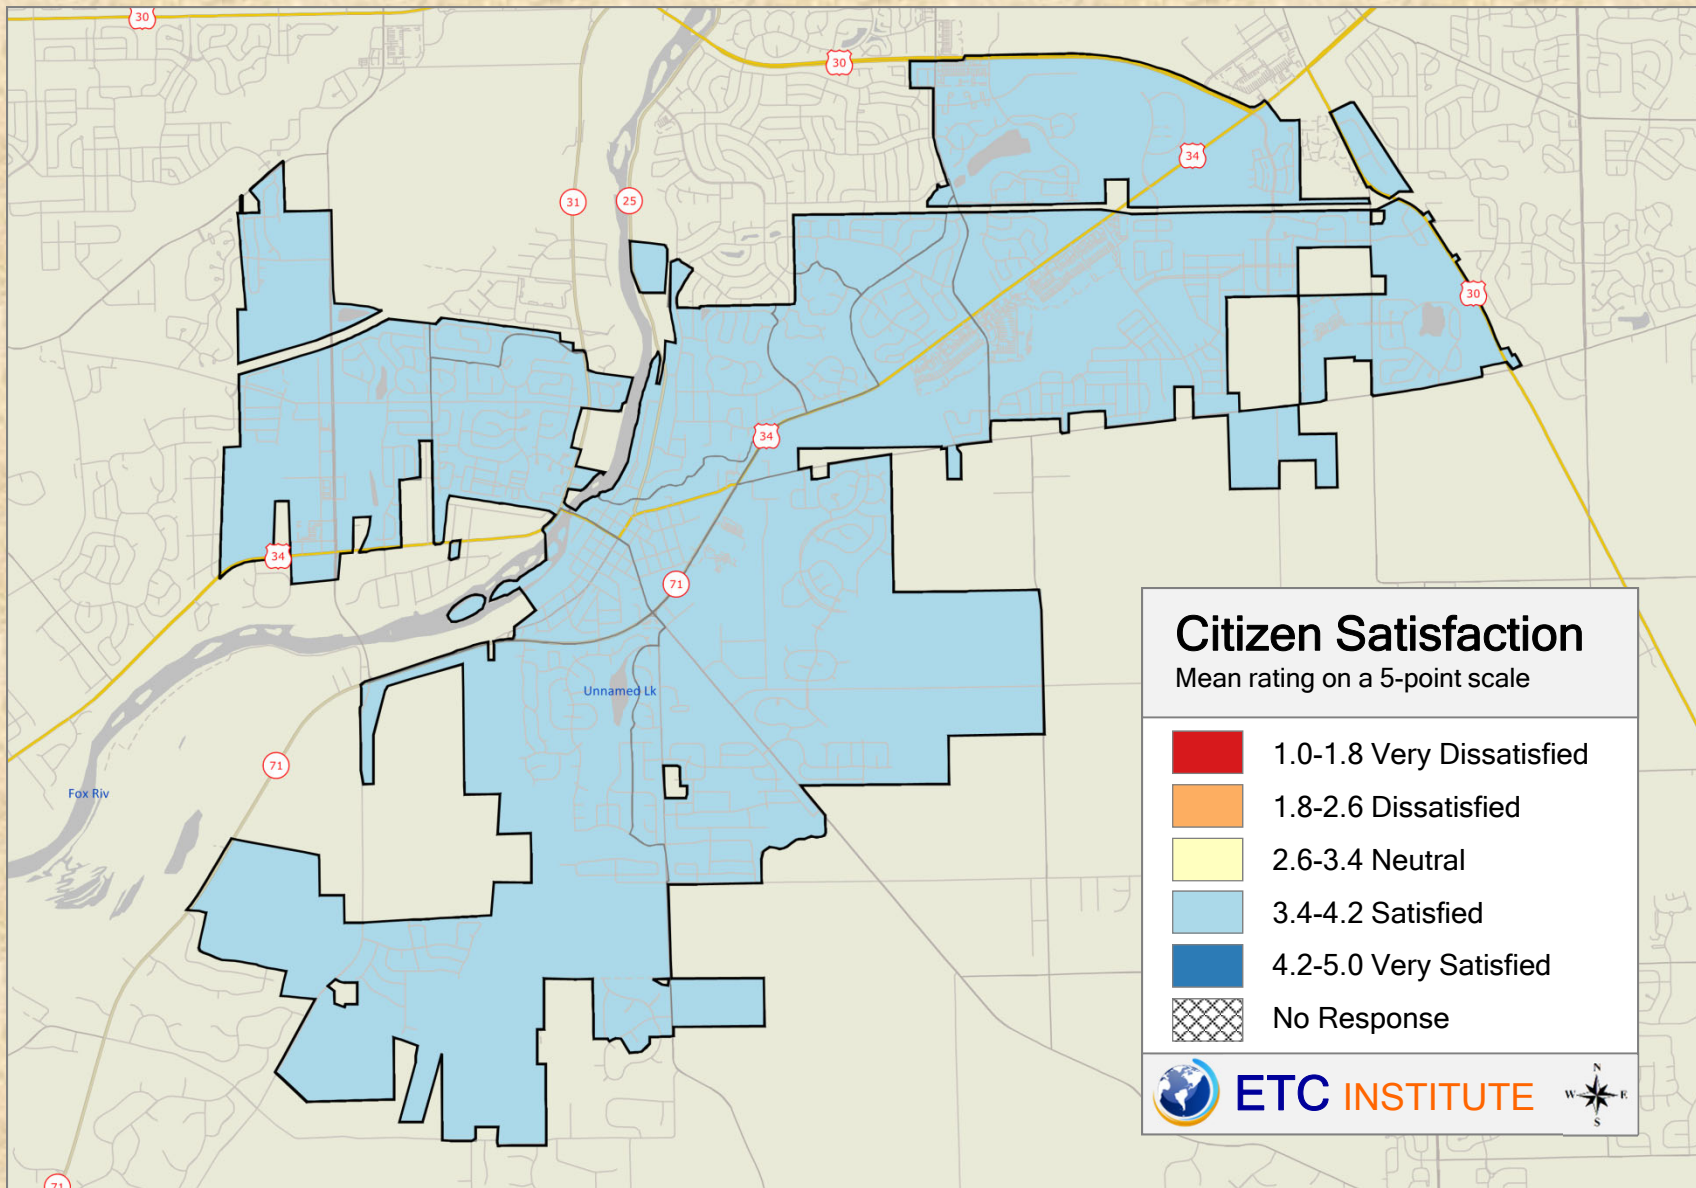 30
30
34
31
25
30
34
34
71
Unnamed Lk
71
Fox Riv
71
Citizen Satisfaction
Mean rating on a 5-point scale
1.0-1.8 Very Dissatisfied
1.8-2.6 Dissatisfied
2.6-3.4 Neutral
3.4-4.2 Satisfied
4.2-5.0 Very Satisfied
No Response
ETC INSTITUTE
N
W E
S